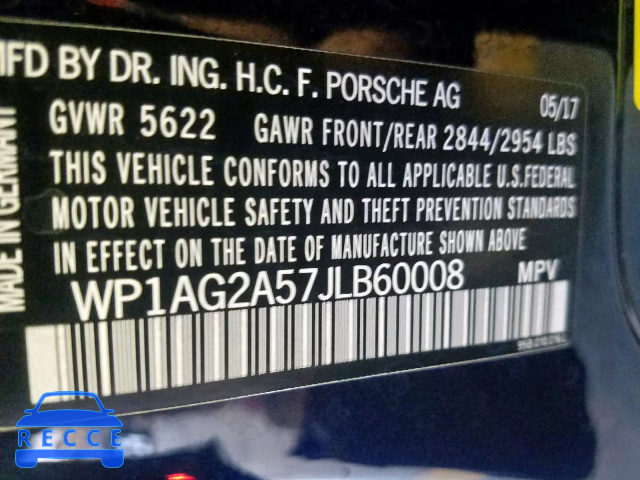 MFD BY DR. ING. H.C. F. PORSCHE AG 05/17
GVWR 5622 GAWR FRONT/REAR 2844/2954 LBS
THIS VEHICLE CONFORMS TO ALL APPLICABLE U.S.FEDERAL
MOTOR VEHICLE SAFETY AND THEFT PREVENTION STANDARDS
IN EFFECT ON THE DATE OF MANUFACTURE SHOWN ABOVE
WP1AG2A57JLB60008 MPV
MADE IN GERMANY
RECCE